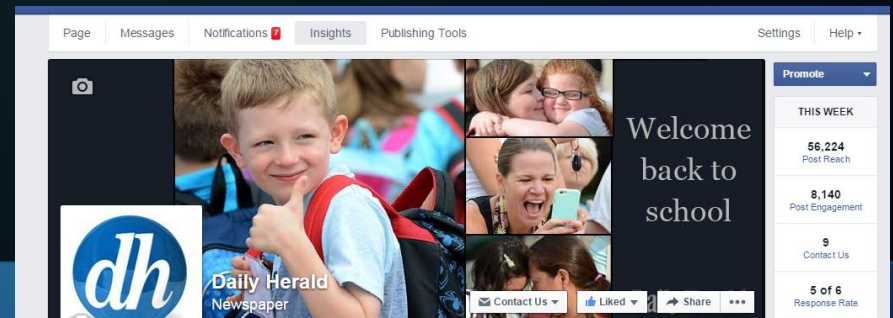 Page Messages Notifications 7 Insights Publishing Tools Settings Help
Promote
THIS WEEK
56,224
Post Reach
8,140
Post Engagement
9
Contact Us
5 of 6
Response Rate
Welcome
back to
school
dh
Daily Herald
Newspaper
Contact Us Liked Share •••